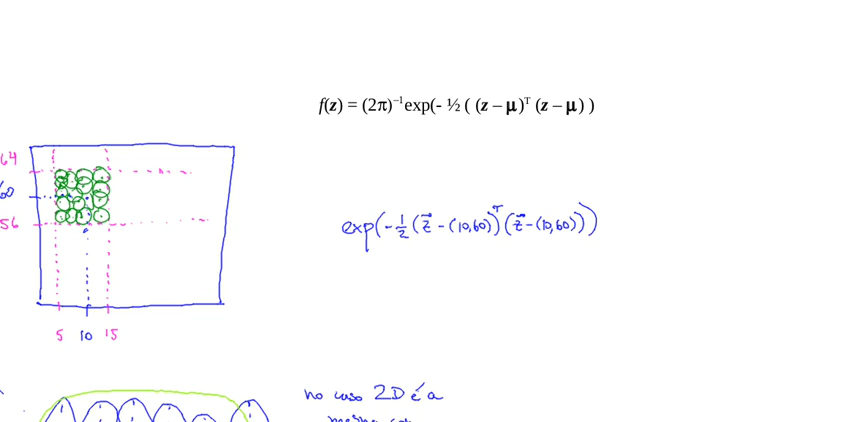 f(z) = (2π)⁻¹exp(- ½ ( (z – μ)ᵀ (z – μ) )
64
60
56
exp(-½(z⃗ - (10,60))ᵀ(z⃗ - (10,60)))
5 10 15
no caso 2D é a